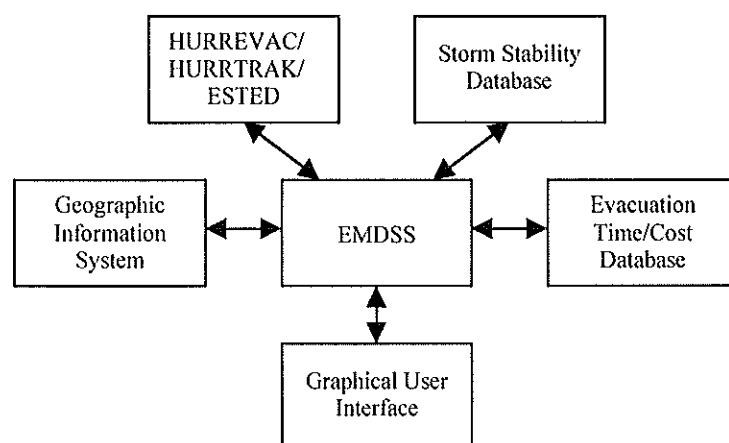 HURREVAC/
HURRTRAK/
ESTED
Storm Stability
Database
Geographic
Information
System
EMDSS
Evacuation
Time/Cost
Database
Graphical User
Interface